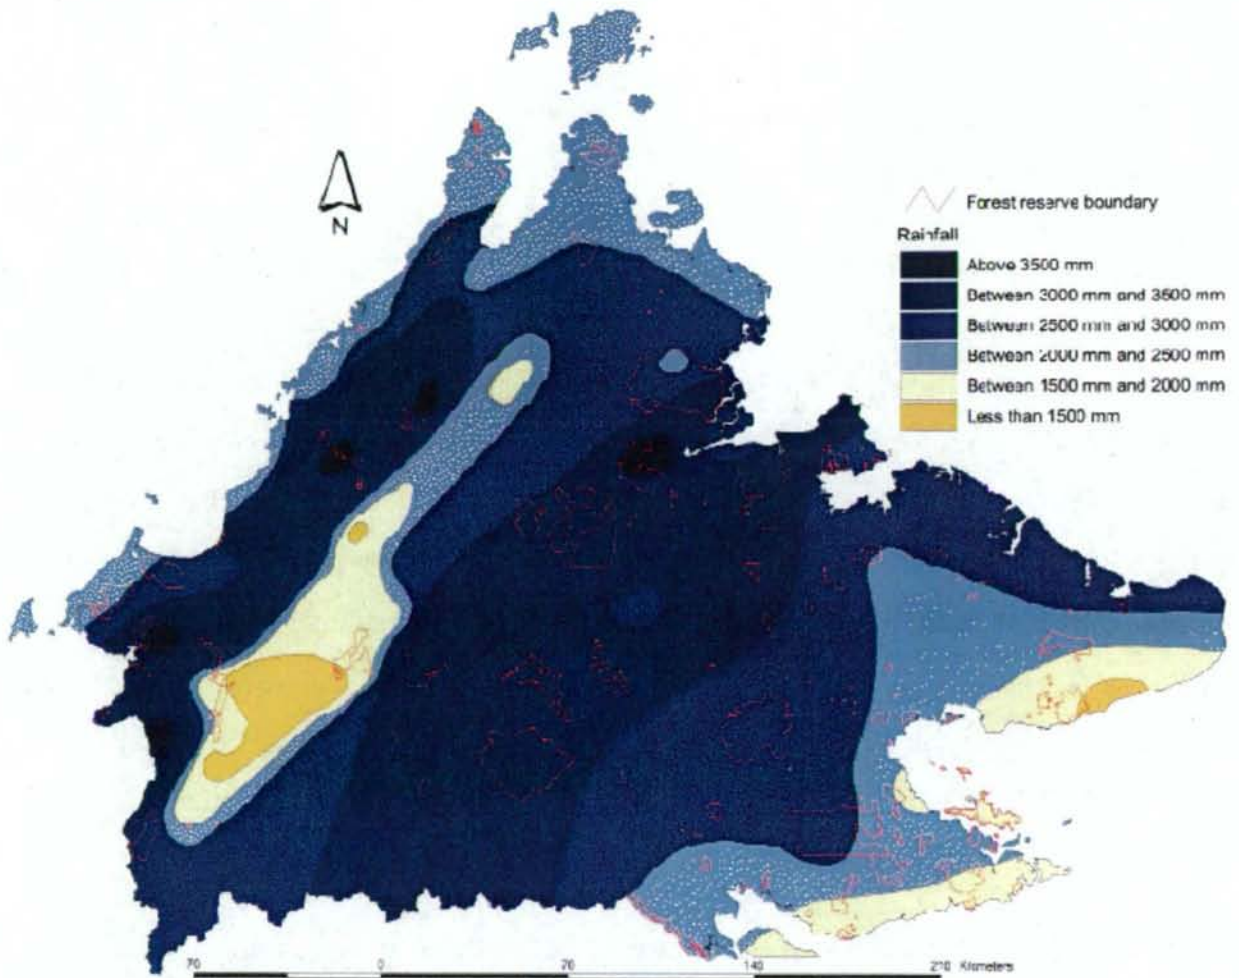 N
Forest reserve boundary
Rainfall
Above 3500 mm
Between 3000 mm and 3500 mm
Between 2500 mm and 3000 mm
Between 2000 mm and 2500 mm
Between 1500 mm and 2000 mm
Less than 1500 mm
70 0 70 140 210 Kilometers